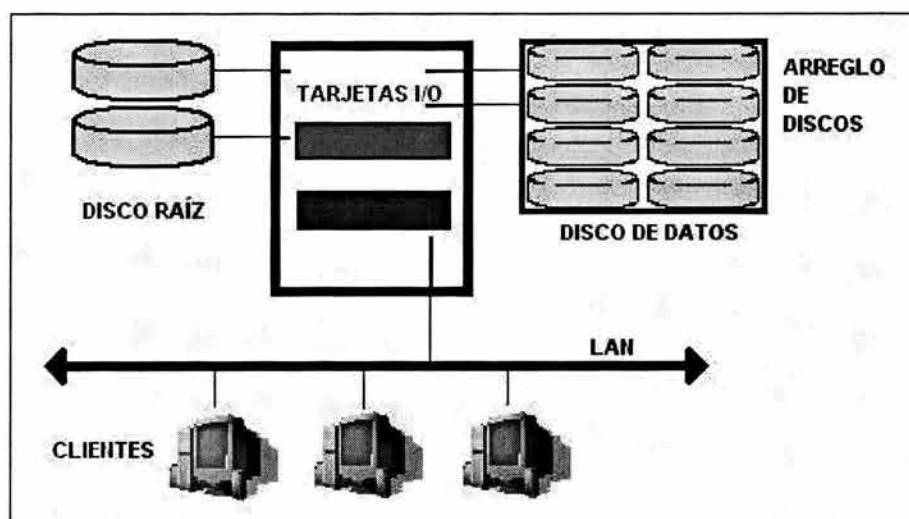 TARJETAS I/O
ARREGLO
DE
DISCOS
DISCO RAÍZ
DISCO DE DATOS
LAN
CLIENTES